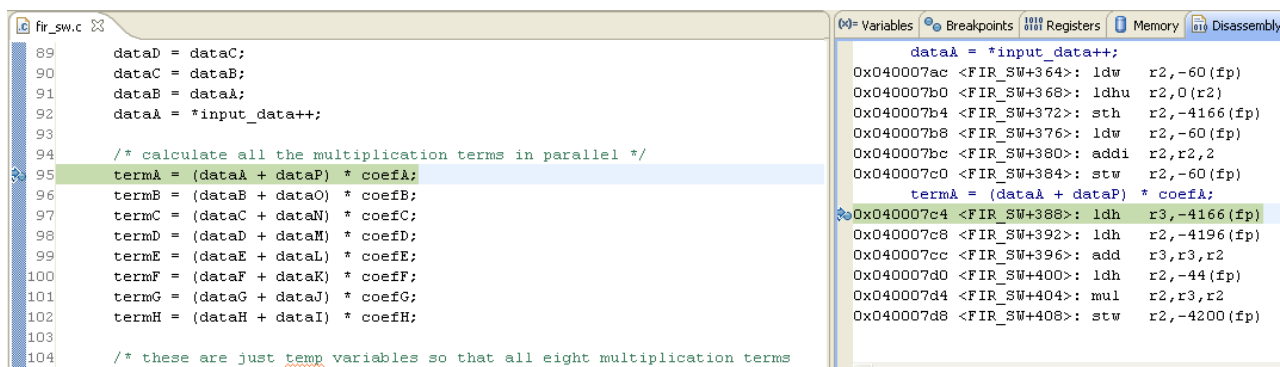 fir_sw.c
89 dataD = dataC;
90 dataC = dataB;
91 dataB = dataA;
92 dataA = *input_data++;
93
94 /* calculate all the multiplication terms in parallel */
95 termA = (dataA + dataP) * coefA;
96 termB = (dataB + dataO) * coefB;
97 termC = (dataC + dataN) * coefC;
98 termD = (dataD + dataM) * coefD;
99 termE = (dataE + dataL) * coefE;
100 termF = (dataF + dataK) * coefF;
101 termG = (dataG + dataJ) * coefG;
102 termH = (dataH + dataI) * coefH;
103
104 /* these are just temp variables so that all eight multiplication terms
(x)= Variables Breakpoints 1010 0101 Registers Memory Disassembly
dataA = *input_data++;
0x040007ac <FIR_SW+364>: ldw r2,-60(fp)
0x040007b0 <FIR_SW+368>: ldhu r2,0(r2)
0x040007b4 <FIR_SW+372>: sth r2,-4166(fp)
0x040007b8 <FIR_SW+376>: ldw r2,-60(fp)
0x040007bc <FIR_SW+380>: addi r2,r2,2
0x040007c0 <FIR_SW+384>: stw r2,-60(fp)
termA = (dataA + dataP) * coefA;
0x040007c4 <FIR_SW+388>: ldh r3,-4166(fp)
0x040007c8 <FIR_SW+392>: ldh r2,-4196(fp)
0x040007cc <FIR_SW+396>: add r3,r3,r2
0x040007d0 <FIR_SW+400>: ldh r2,-44(fp)
0x040007d4 <FIR_SW+404>: mul r2,r3,r2
0x040007d8 <FIR_SW+408>: stw r2,-4200(fp)